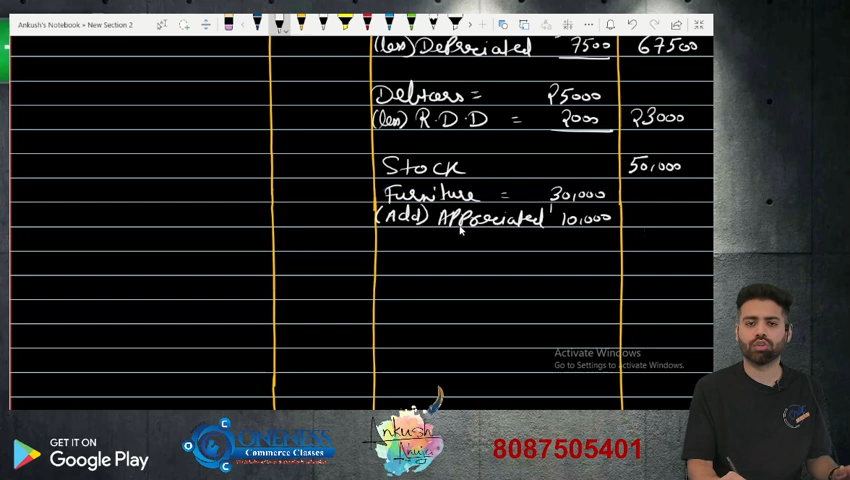 Ankush's Notebook » New Section 2
(less) Depreciated 7500 67500
Debtors = 25000
(less) R.D.D = 2000 23000
Stock 50,000
Furniture = 30,000
(Add) Appreciated 10,000
Activate Windows
Go to Settings to Activate Windows.
GET IT ON
Google Play
ONENESS
Commerce Classes
Ankush
Ahuja
8087505401